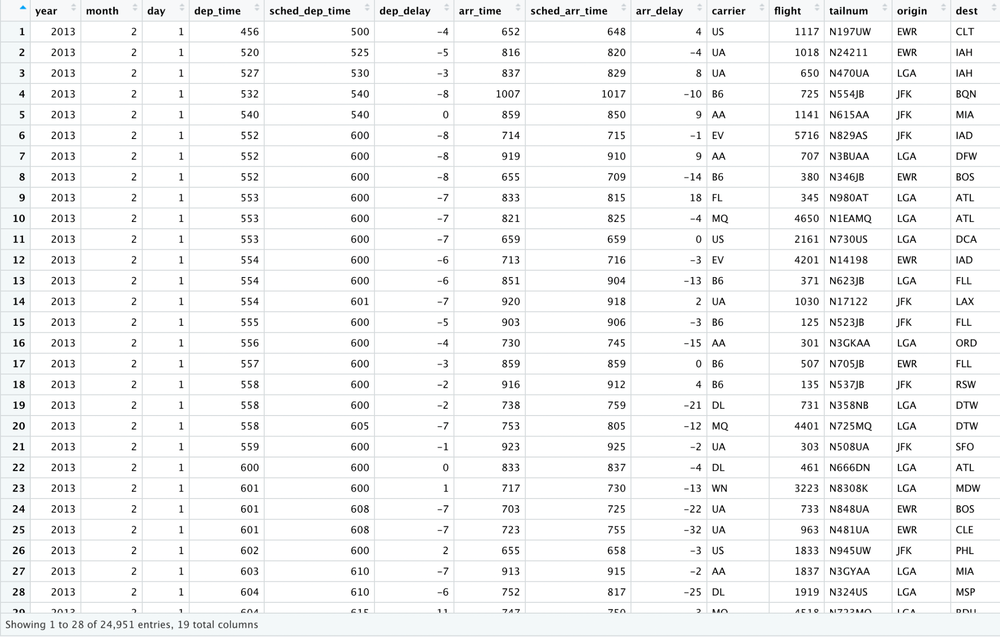 year month day dep_time sched_dep_time dep_delay arr_time sched_arr_time arr_delay carrier flight tailnum origin dest
1 2013 2 1 456 500 -4 652 648 4 US 1117 N197UW EWR CLT
2 2013 2 1 520 525 -5 816 820 -4 UA 1018 N24211 EWR IAH
3 2013 2 1 527 530 -3 837 829 8 UA 650 N470UA LGA IAH
4 2013 2 1 532 540 -8 1007 1017 -10 B6 725 N554JB JFK BQN
5 2013 2 1 540 540 0 859 850 9 AA 1141 N615AA JFK MIA
6 2013 2 1 552 600 -8 714 715 -1 EV 5716 N829AS JFK IAD
7 2013 2 1 552 600 -8 919 910 9 AA 707 N3BUAA LGA DFW
8 2013 2 1 552 600 -8 655 709 -14 B6 380 N346JB EWR BOS
9 2013 2 1 553 600 -7 833 815 18 FL 345 N980AT LGA ATL
10 2013 2 1 553 600 -7 821 825 -4 MQ 4650 N1EAMQ LGA ATL
11 2013 2 1 553 600 -7 659 659 0 US 2161 N730US LGA DCA
12 2013 2 1 554 600 -6 713 716 -3 EV 4201 N14198 EWR IAD
13 2013 2 1 554 600 -6 851 904 -13 B6 371 N623JB LGA FLL
14 2013 2 1 554 601 -7 920 918 2 UA 1030 N17122 JFK LAX
15 2013 2 1 555 600 -5 903 906 -3 B6 125 N523JB JFK FLL
16 2013 2 1 556 600 -4 730 745 -15 AA 301 N3GKAA LGA ORD
17 2013 2 1 557 600 -3 859 859 0 B6 507 N705JB EWR FLL
18 2013 2 1 558 600 -2 916 912 4 B6 135 N537JB JFK RSW
19 2013 2 1 558 600 -2 738 759 -21 DL 731 N358NB LGA DTW
20 2013 2 1 558 605 -7 753 805 -12 MQ 4401 N725MQ LGA DTW
21 2013 2 1 559 600 -1 923 925 -2 UA 303 N508UA JFK SFO
22 2013 2 1 600 600 0 833 837 -4 DL 461 N666DN LGA ATL
23 2013 2 1 601 600 1 717 730 -13 WN 3223 N8308K LGA MDW
24 2013 2 1 601 608 -7 703 725 -22 UA 733 N848UA EWR BOS
25 2013 2 1 601 608 -7 723 755 -32 UA 963 N481UA EWR CLE
26 2013 2 1 602 600 2 655 658 -3 US 1833 N945UW JFK PHL
27 2013 2 1 603 610 -7 913 915 -2 AA 1837 N3GYAA LGA MIA
28 2013 2 1 604 610 -6 752 817 -25 DL 1919 N324US LGA MSP
29 2013 2 1 604 615
Showing 1 to 28 of 24,951 entries, 19 total columns